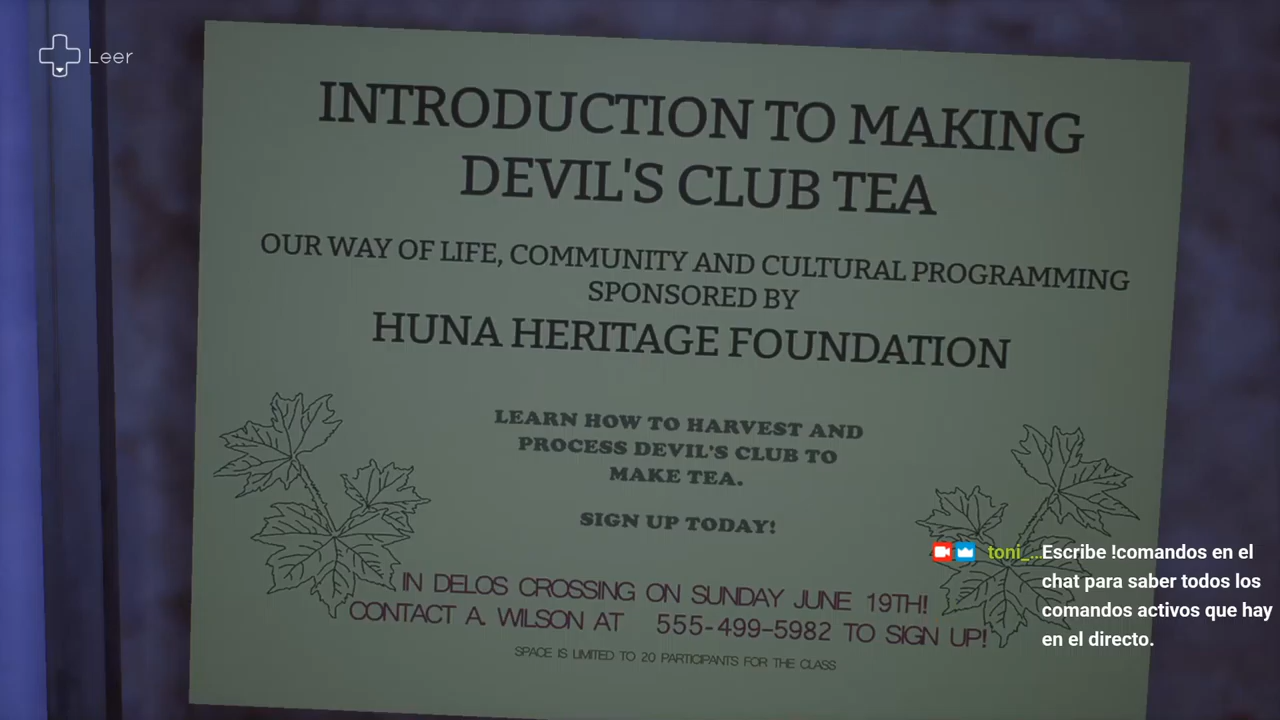 Leer
INTRODUCTION TO MAKING
DEVIL'S CLUB TEA
OUR WAY OF LIFE, COMMUNITY AND CULTURAL PROGRAMMING
SPONSORED BY
HUNA HERITAGE FOUNDATION
LEARN HOW TO HARVEST AND
PROCESS DEVIL'S CLUB TO
MAKE TEA.
SIGN UP TODAY!
IN DELOS CROSSING ON SUNDAY JUNE 19TH!
CONTACT A. WILSON AT 555-499-5982 TO SIGN UP!
SPACE IS LIMITED TO 20 PARTICIPANTS FOR THE CLASS
toni_... Escribe !comandos en el
chat para saber todos los
comandos activos que hay
en el directo.